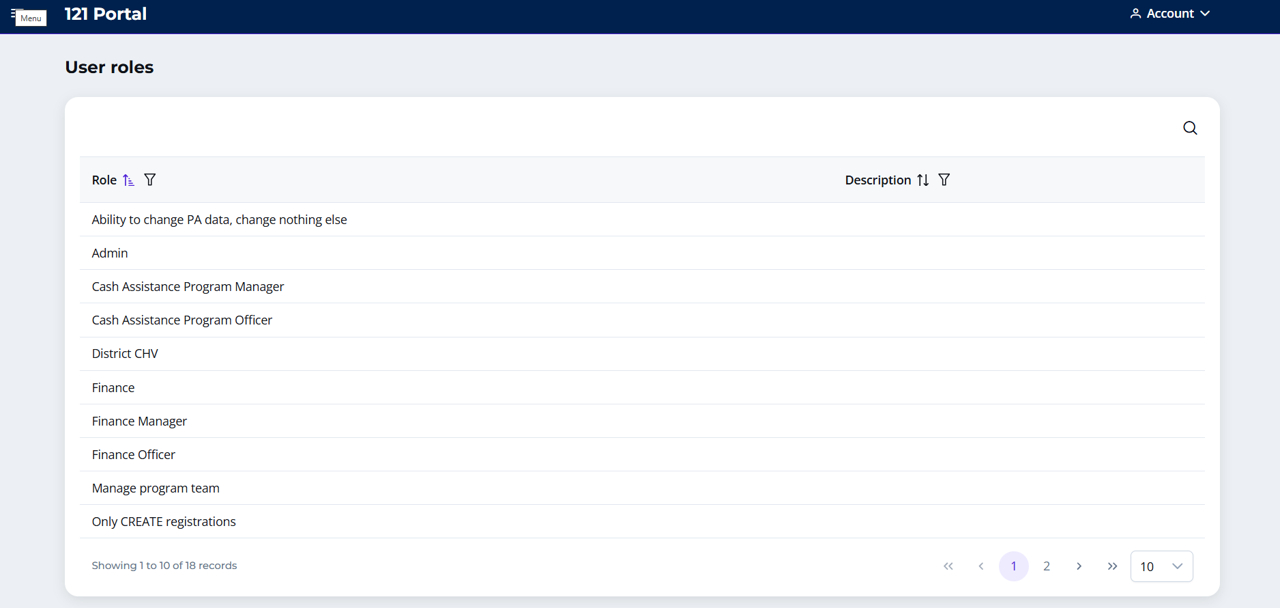 Menu
121 Portal
Account
User roles
Role
Description
Ability to change PA data, change nothing else
Admin
Cash Assistance Program Manager
Cash Assistance Program Officer
District CHV
Finance
Finance Manager
Finance Officer
Manage program team
Only CREATE registrations
Showing 1 to 10 of 18 records
1 2 10